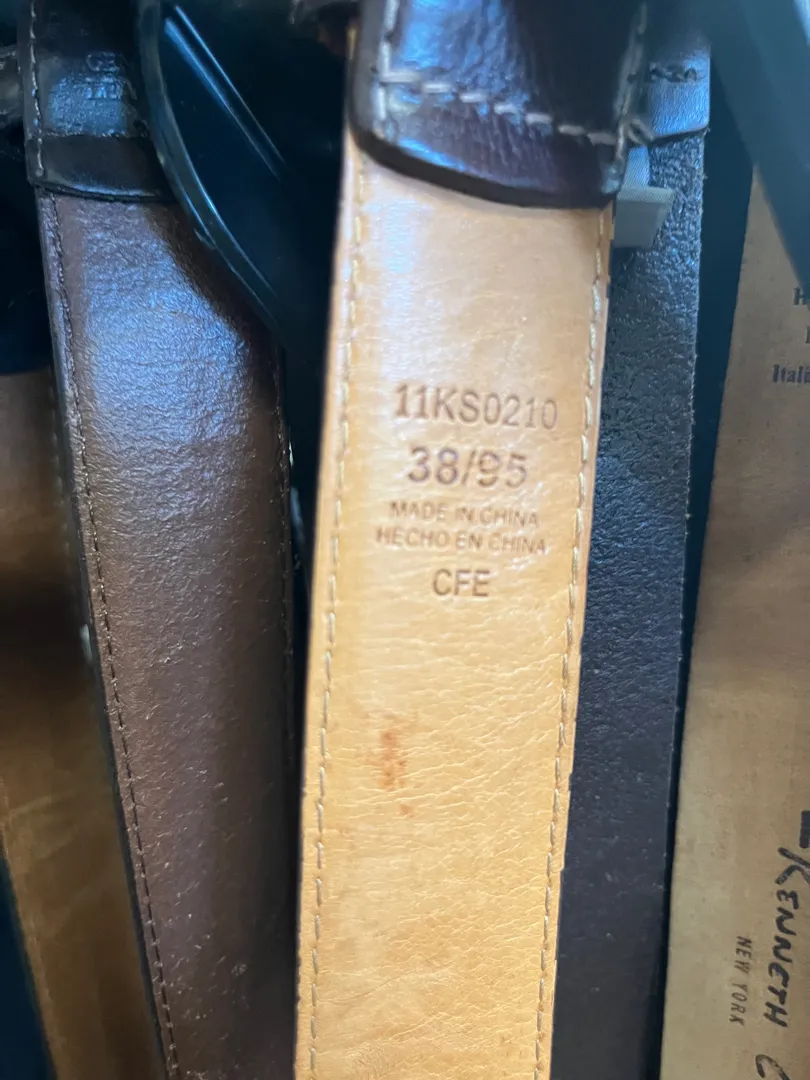 11KS0210
38/95
MADE IN CHINA
HECHO EN CHINA
CFE
KENNETH
NEW YORK